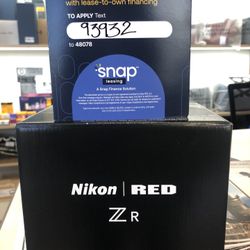 with lease-to-own financing
TO APPLY Text
93932
to 48078
snap
leasing
A Snap Finance Solution
Nikon | RED
Z R